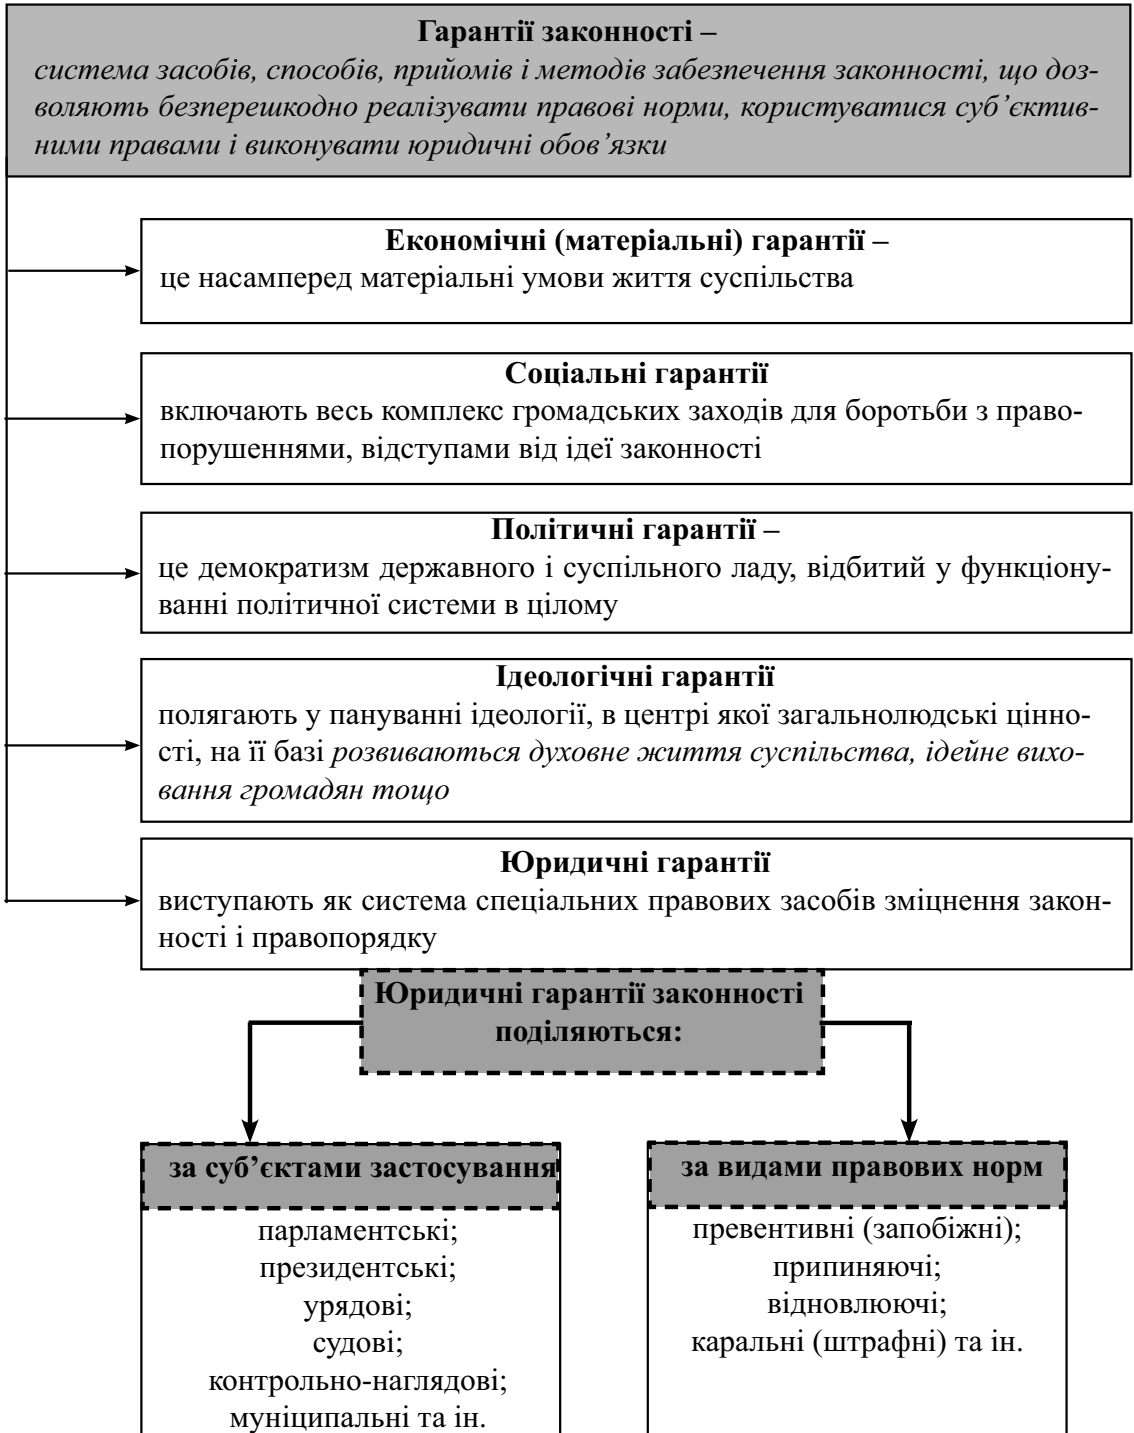 Гарантії законності –
система засобів, способів, прийомів і методів забезпечення законності, що доз-
воляють безперешкодно реалізувати правові норми, користуватися суб’єктив-
ними правами і виконувати юридичні обов’язки
Економічні (матеріальні) гарантії –
це насамперед матеріальні умови життя суспільства
Соціальні гарантії
включають весь комплекс громадських заходів для боротьби з право-
порушеннями, відступами від ідеї законності
Політичні гарантії –
це демократизм державного і суспільного ладу, відбитий у функціону-
ванні політичної системи в цілому
Ідеологічні гарантії
полягають у пануванні ідеології, в центрі якої загальнолюдські цінно-
сті, на її базі розвиваються духовне життя суспільства, ідейне вихо-
вання громадян тощо
Юридичні гарантії
виступають як система спеціальних правових засобів зміцнення закон-
ності і правопорядку
Юридичні гарантії законності
поділяються:
за суб’єктами застосування
парламентські;
президентські;
урядові;
судові;
контрольно-наглядові;
муніципальні та ін.
за видами правових норм
превентивні (запобіжні);
припиняючі;
відновлюючі;
каральні (штрафні) та ін.